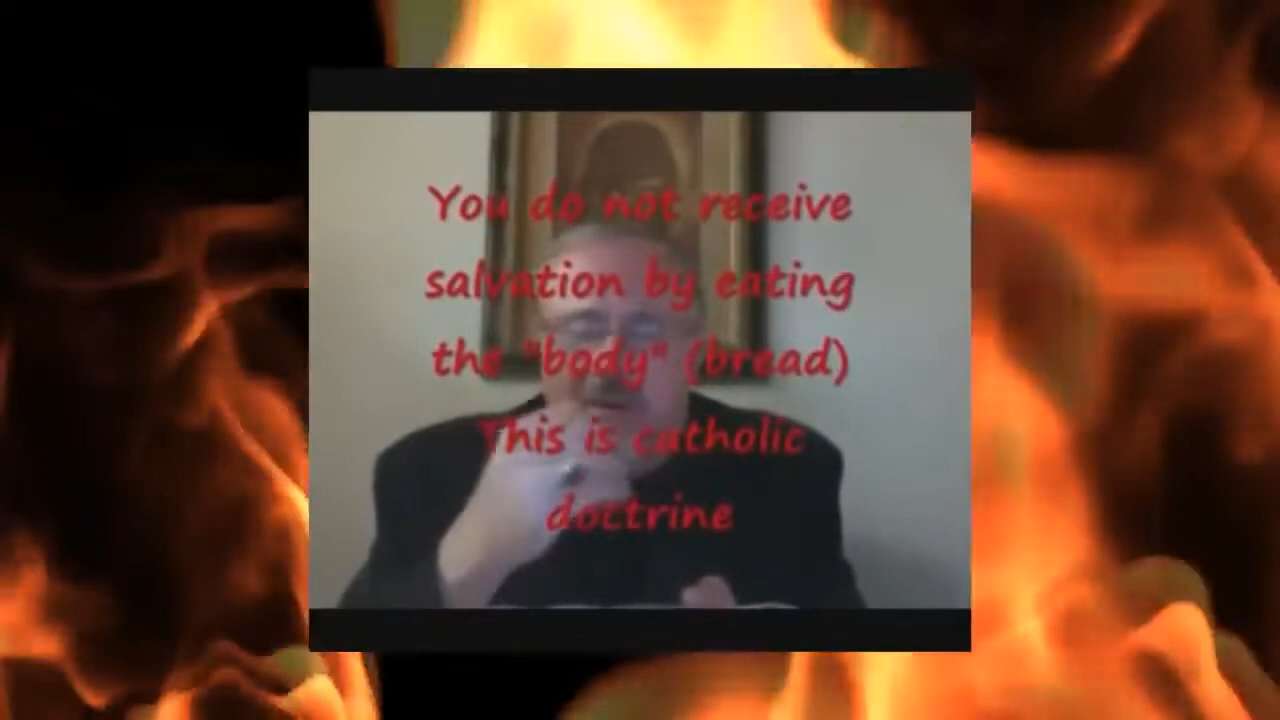 You do not receive
salvation by eating
the "body" (bread)
This is catholic
doctrine